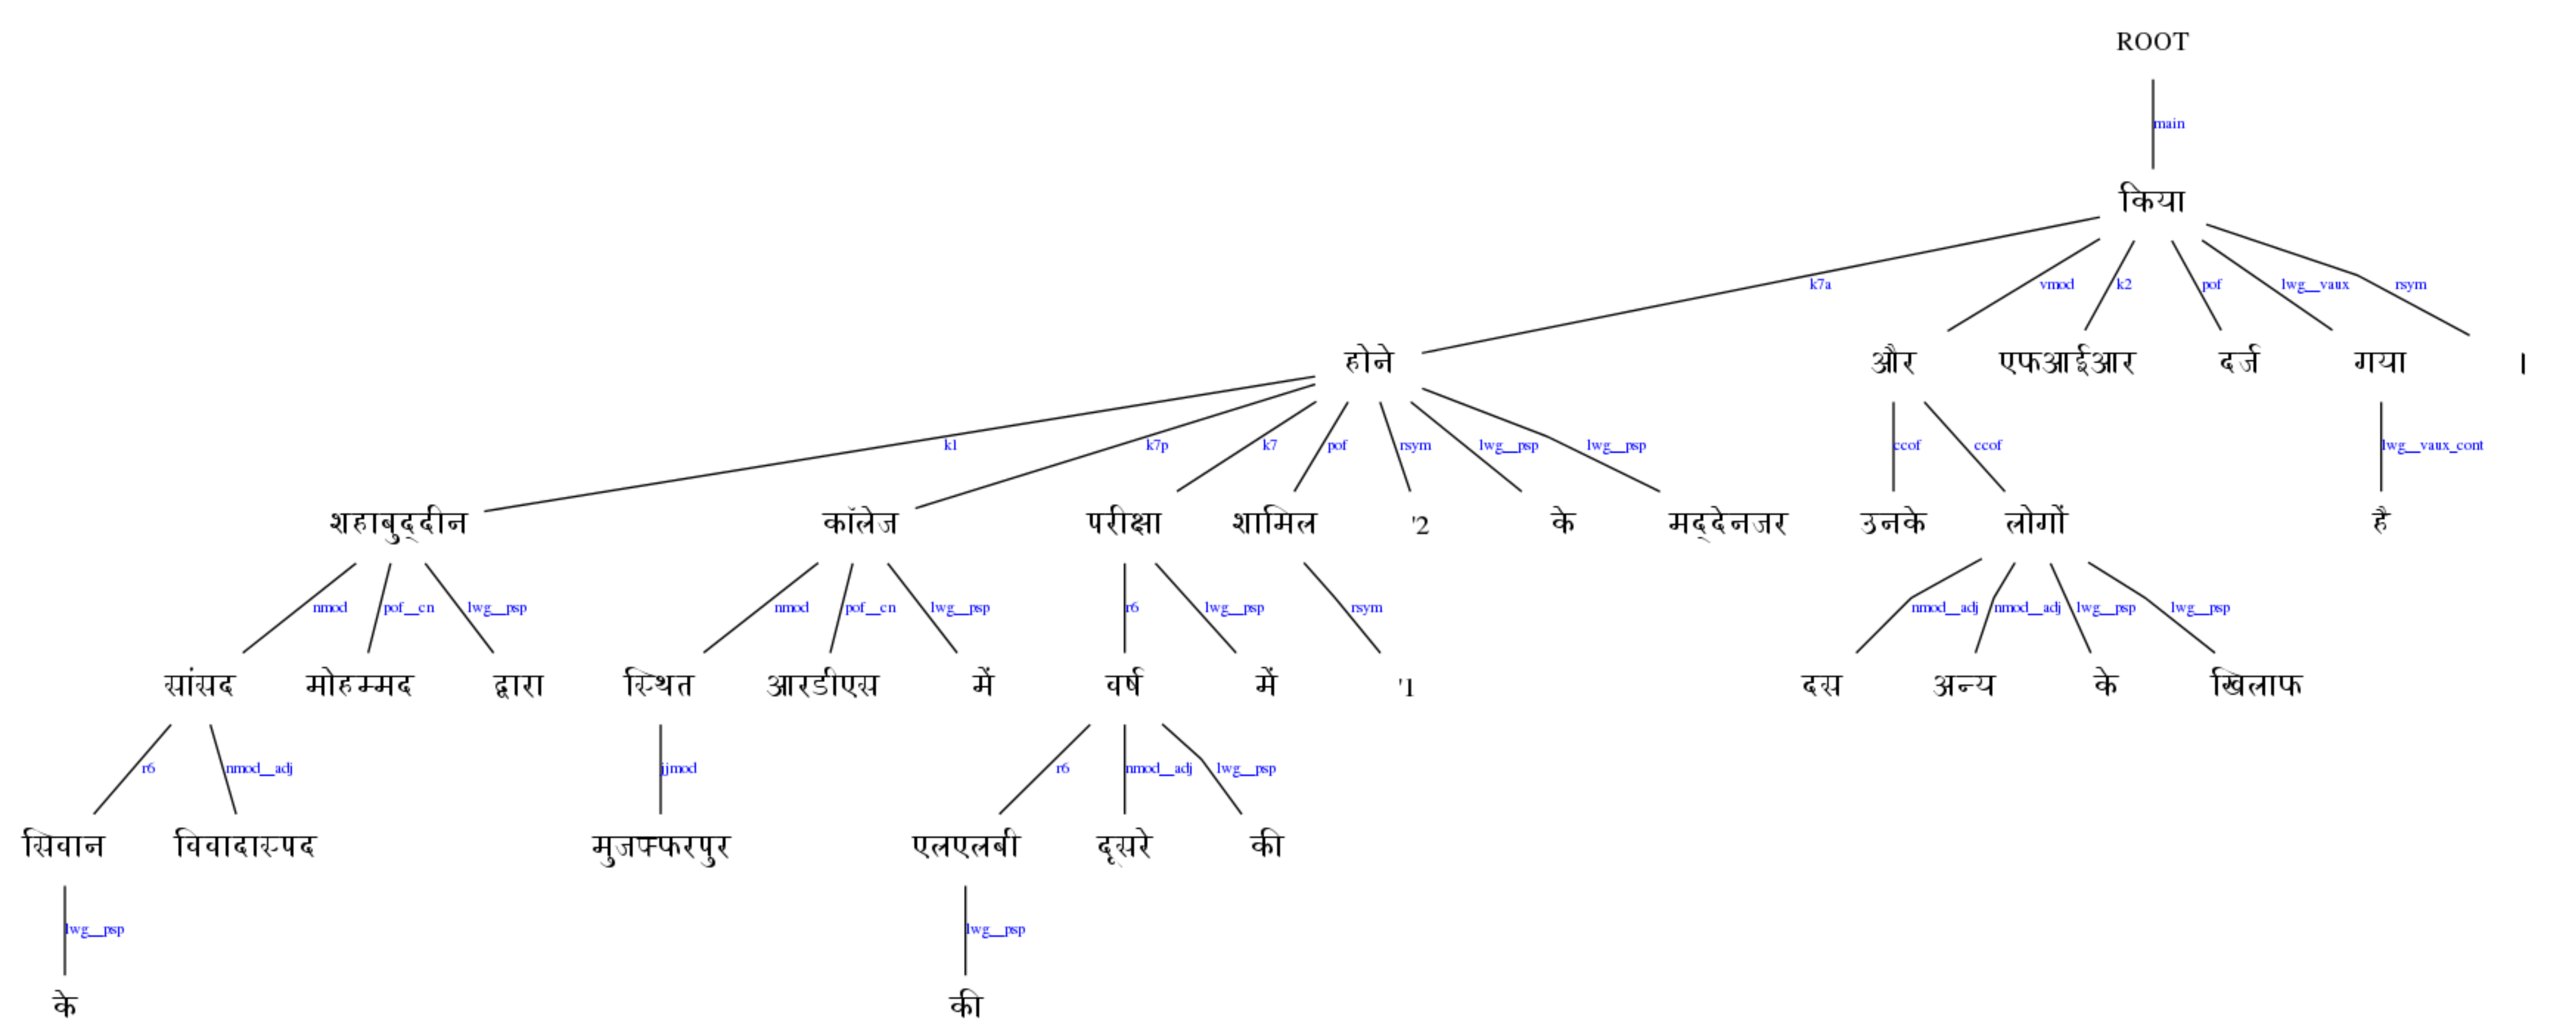 ROOT
main
किया
k7a vmod k2 pof lwg__vaux rsym
होने और एफआईआर दर्ज गया ।
k1 k7p k7 pof rsym lwg__psp lwg__psp ccof ccof lwg__vaux_cont
शहाबुद्दीन कॉलेज परीक्षा शामिल '2 के मद्देनजर उनके लोगों है
nmod pof__cn lwg__psp nmod pof__cn lwg__psp r6 lwg__psp rsym nmod__adj nmod__adj lwg__psp lwg__psp
सांसद मोहम्मद द्वारा स्थित आरडीएस में वर्ष में '1 दस अन्य के खिलाफ
r6 nmod__adj jjmod r6 nmod__adj lwg__psp
सिवान विवादास्पद मुजफ्फरपुर एलएलबी दूसरे की
lwg__psp lwg__psp
के की